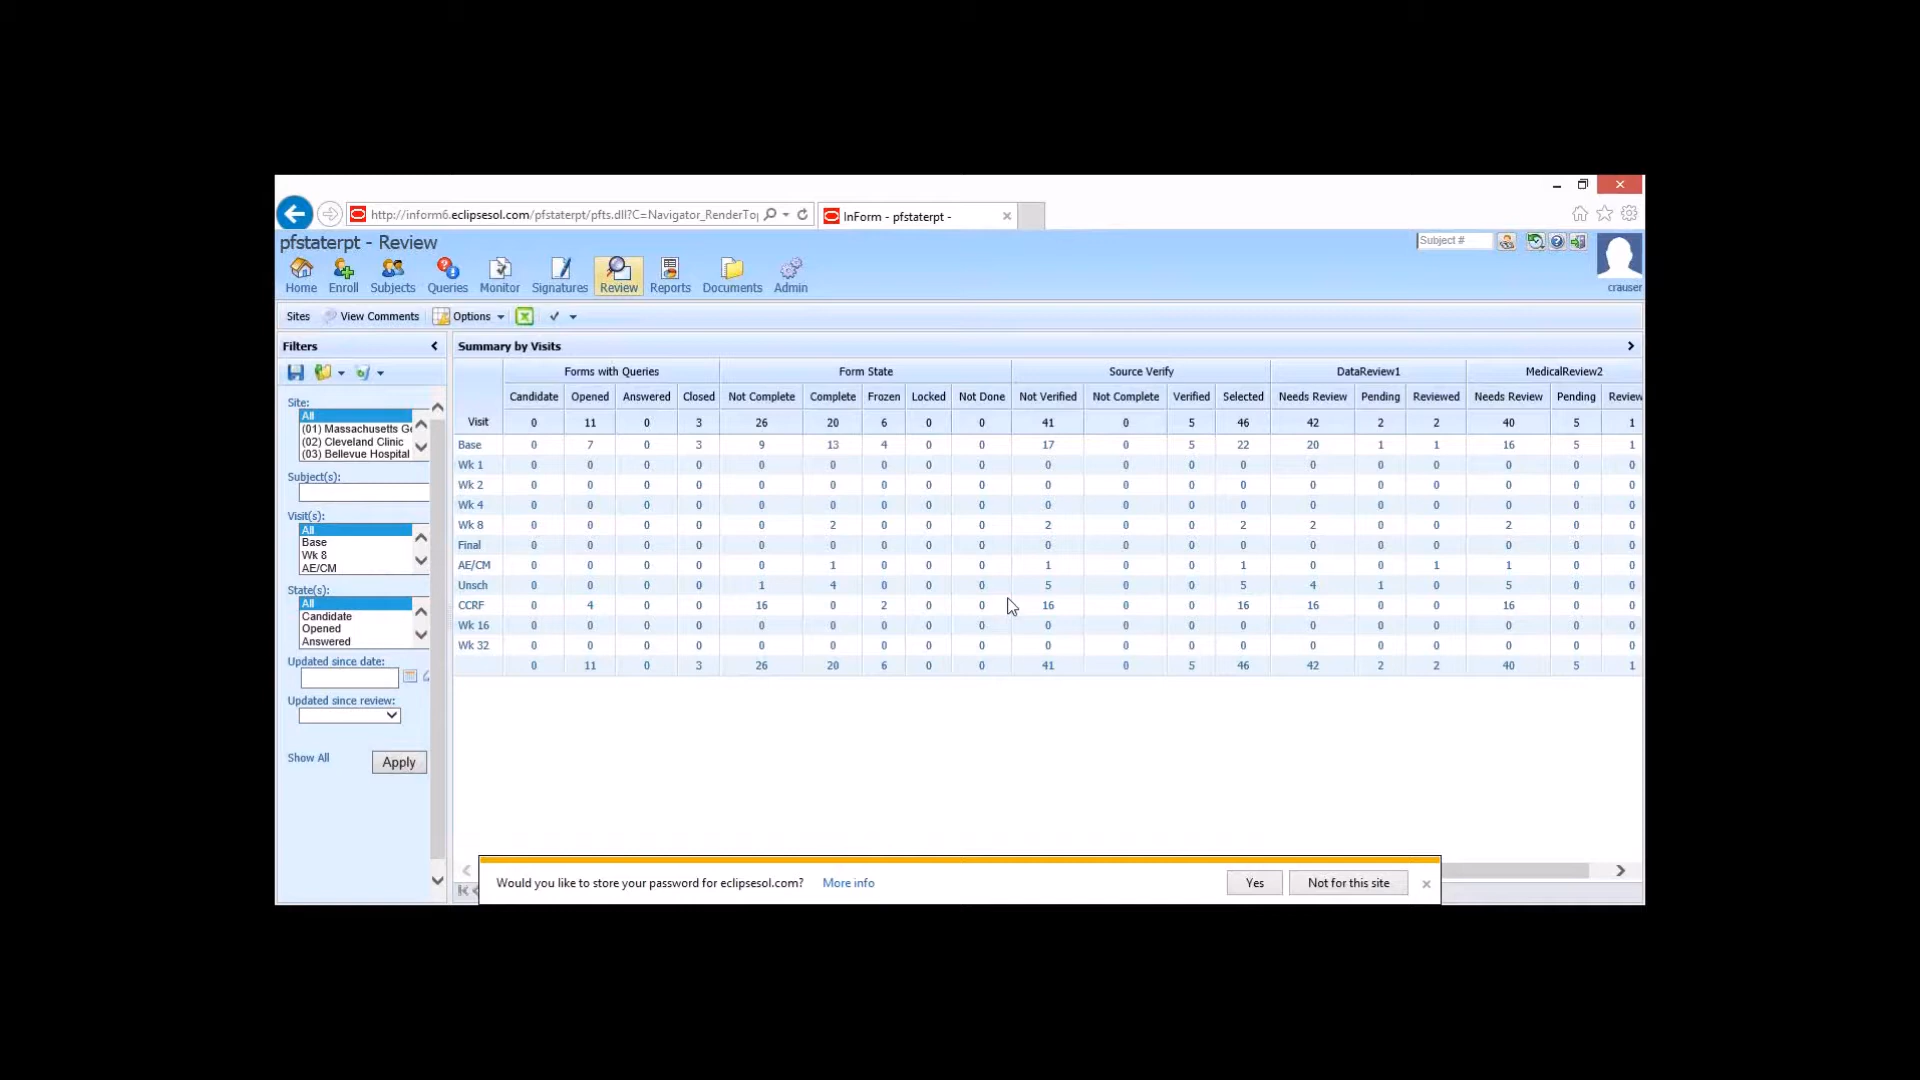 http://inform6.eclipsesol.com/pfstaterpt/pfts.dll?C=Navigator_RenderTo
InForm - pfstaterpt -
pfstaterpt - Review
Subject #
Home Enroll Subjects Queries Monitor Signatures Review Reports Documents Admin
crauser
Sites View Comments Options
Filters
Summary by Visits
Forms with Queries Form State Source Verify DataReview1 MedicalReview2
Candidate Opened Answered Closed Not Complete Complete Frozen Locked Not Done Not Verified Not Complete Verified Selected Needs Review Pending Reviewed Needs Review Pending Review
Visit 0 11 0 3 26 20 6 0 0 41 0 5 46 42 2 2 40 5 1
Base 0 7 0 3 9 13 4 0 0 17 0 5 22 20 1 1 16 5 1
Wk 1 0 0 0 0 0 0 0 0 0 0 0 0 0 0 0 0 0 0 0
Wk 2 0 0 0 0 0 0 0 0 0 0 0 0 0 0 0 0 0 0 0
Wk 4 0 0 0 0 0 0 0 0 0 0 0 0 0 0 0 0 0 0 0
Wk 8 0 0 0 0 0 2 0 0 0 2 0 0 2 2 0 0 2 0 0
Final 0 0 0 0 0 0 0 0 0 0 0 0 0 0 0 0 0 0 0
AE/CM 0 0 0 0 0 1 0 0 0 1 0 0 1 0 0 1 1 0 0
Unsch 0 0 0 0 1 4 0 0 0 5 0 0 5 4 1 0 5 0 0
CCRF 0 4 0 0 16 0 2 0 0 16 0 0 16 16 0 0 16 0 0
Wk 16 0 0 0 0 0 0 0 0 0 0 0 0 0 0 0 0 0 0 0
Wk 32 0 0 0 0 0 0 0 0 0 0 0 0 0 0 0 0 0 0 0
0 11 0 3 26 20 6 0 0 41 0 5 46 42 2 2 40 5 1
Site:
All
(01) Massachusetts Ge
(02) Cleveland Clinic
(03) Bellevue Hospital
Subject(s):
Visit(s):
All
Base
Wk 8
AE/CM
State(s):
All
Candidate
Opened
Answered
Updated since date:
Updated since review:
Show All Apply
Would you like to store your password for eclipsesol.com? More info Yes Not for this site